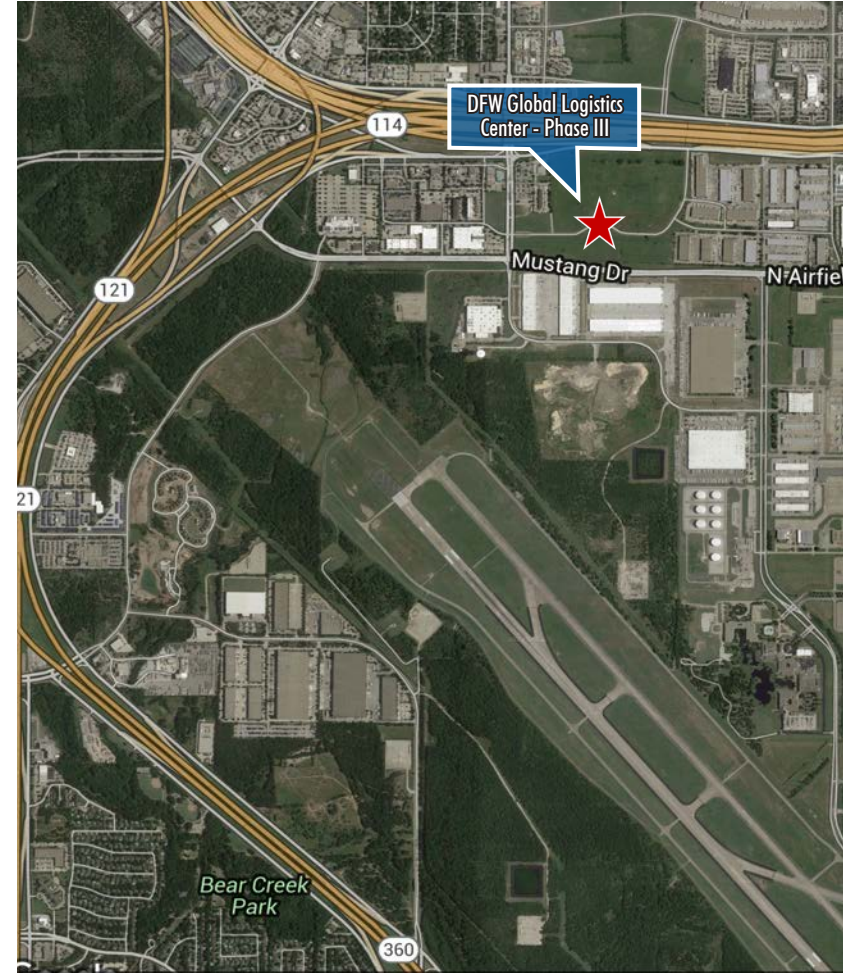 DFW Global Logistics
Center - Phase III
114
Mustang Dr
N Airfie
121
21
Bear Creek
Park
360